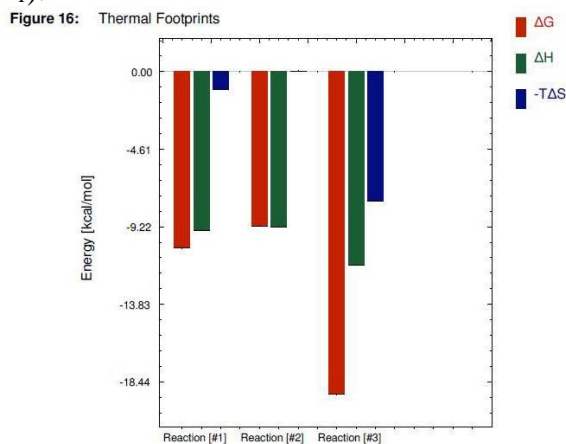 Figure 16: Thermal Footprints
ΔG
ΔH
-TΔS
0.00
-4.61
-9.22
-13.83
-18.44
Energy [kcal/mol]
Reaction [#1] Reaction [#2] Reaction [#3]